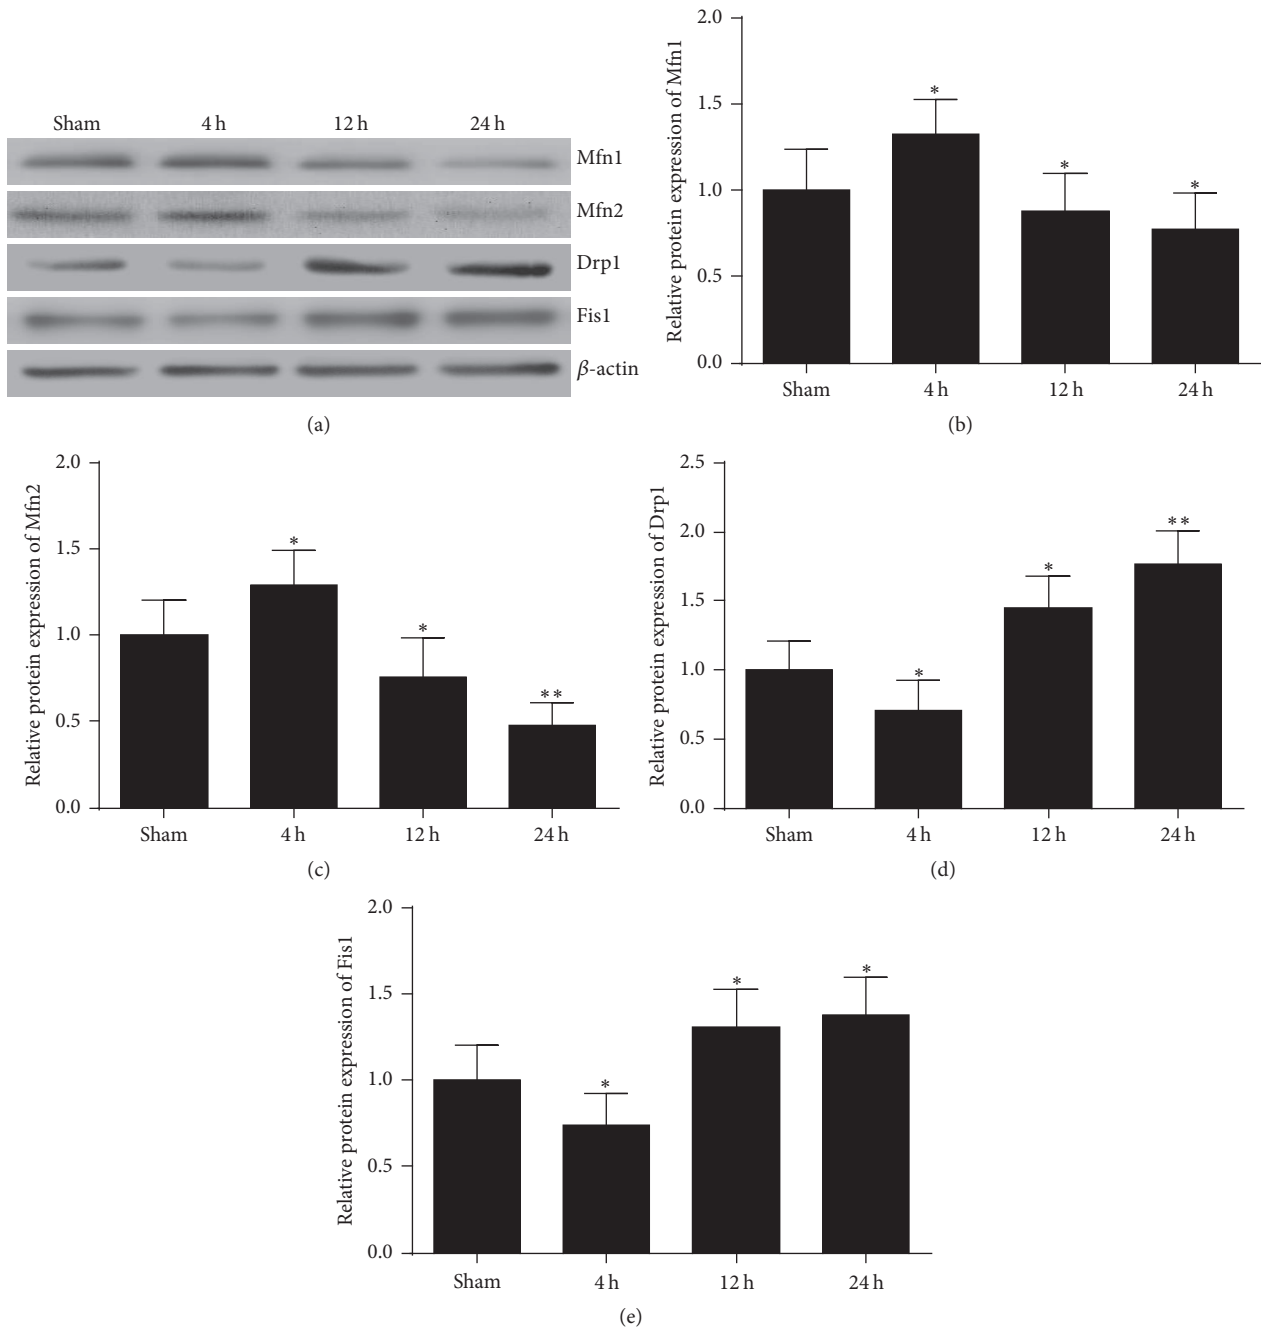 Sham 4 h 12 h 24 h
Mfn1
Mfn2
Drp1
Fis1
β-actin
(a)
Relative protein expression of Mfn1
2.0
1.5
1.0
0.5
0.0
*
*
*
Sham 4 h 12 h 24 h
(b)
Relative protein expression of Mfn2
2.0
1.5
1.0
0.5
0.0
*
*
**
Sham 4 h 12 h 24 h
(c)
Relative protein expression of Drp1
2.5
2.0
1.5
1.0
0.5
0.0
*
*
**
Sham 4 h 12 h 24 h
(d)
Relative protein expression of Fis1
2.0
1.5
1.0
0.5
0.0
*
*
*
Sham 4 h 12 h 24 h
(e)